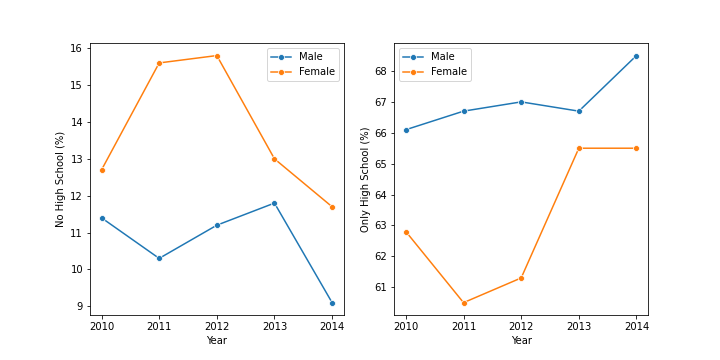 16
15
14
13
12
11
10
9
No High School (%)
Male
Female
2010 2011 2012 2013 2014
Year
68
67
66
65
64
63
62
61
Only High School (%)
Male
Female
2010 2011 2012 2013 2014
Year